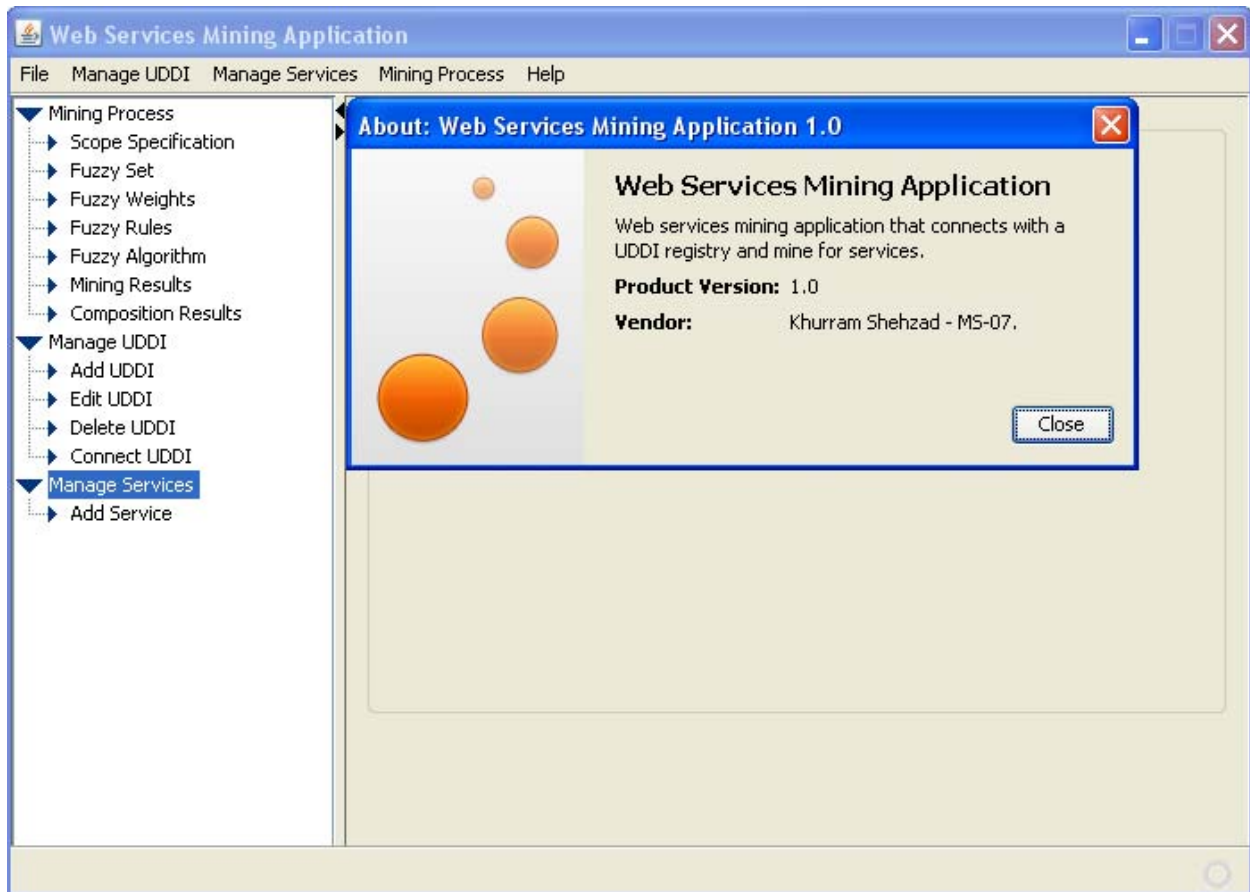 Web Services Mining Application
File Manage UDDI Manage Services Mining Process Help
Mining Process
Scope Specification
Fuzzy Set
Fuzzy Weights
Fuzzy Rules
Fuzzy Algorithm
Mining Results
Composition Results
Manage UDDI
Add UDDI
Edit UDDI
Delete UDDI
Connect UDDI
Manage Services
Add Service
About: Web Services Mining Application 1.0
Web Services Mining Application
Web services mining application that connects with a
UDDI registry and mine for services.
Product Version: 1.0
Vendor: Khurram Shehzad - MS-07.
Close